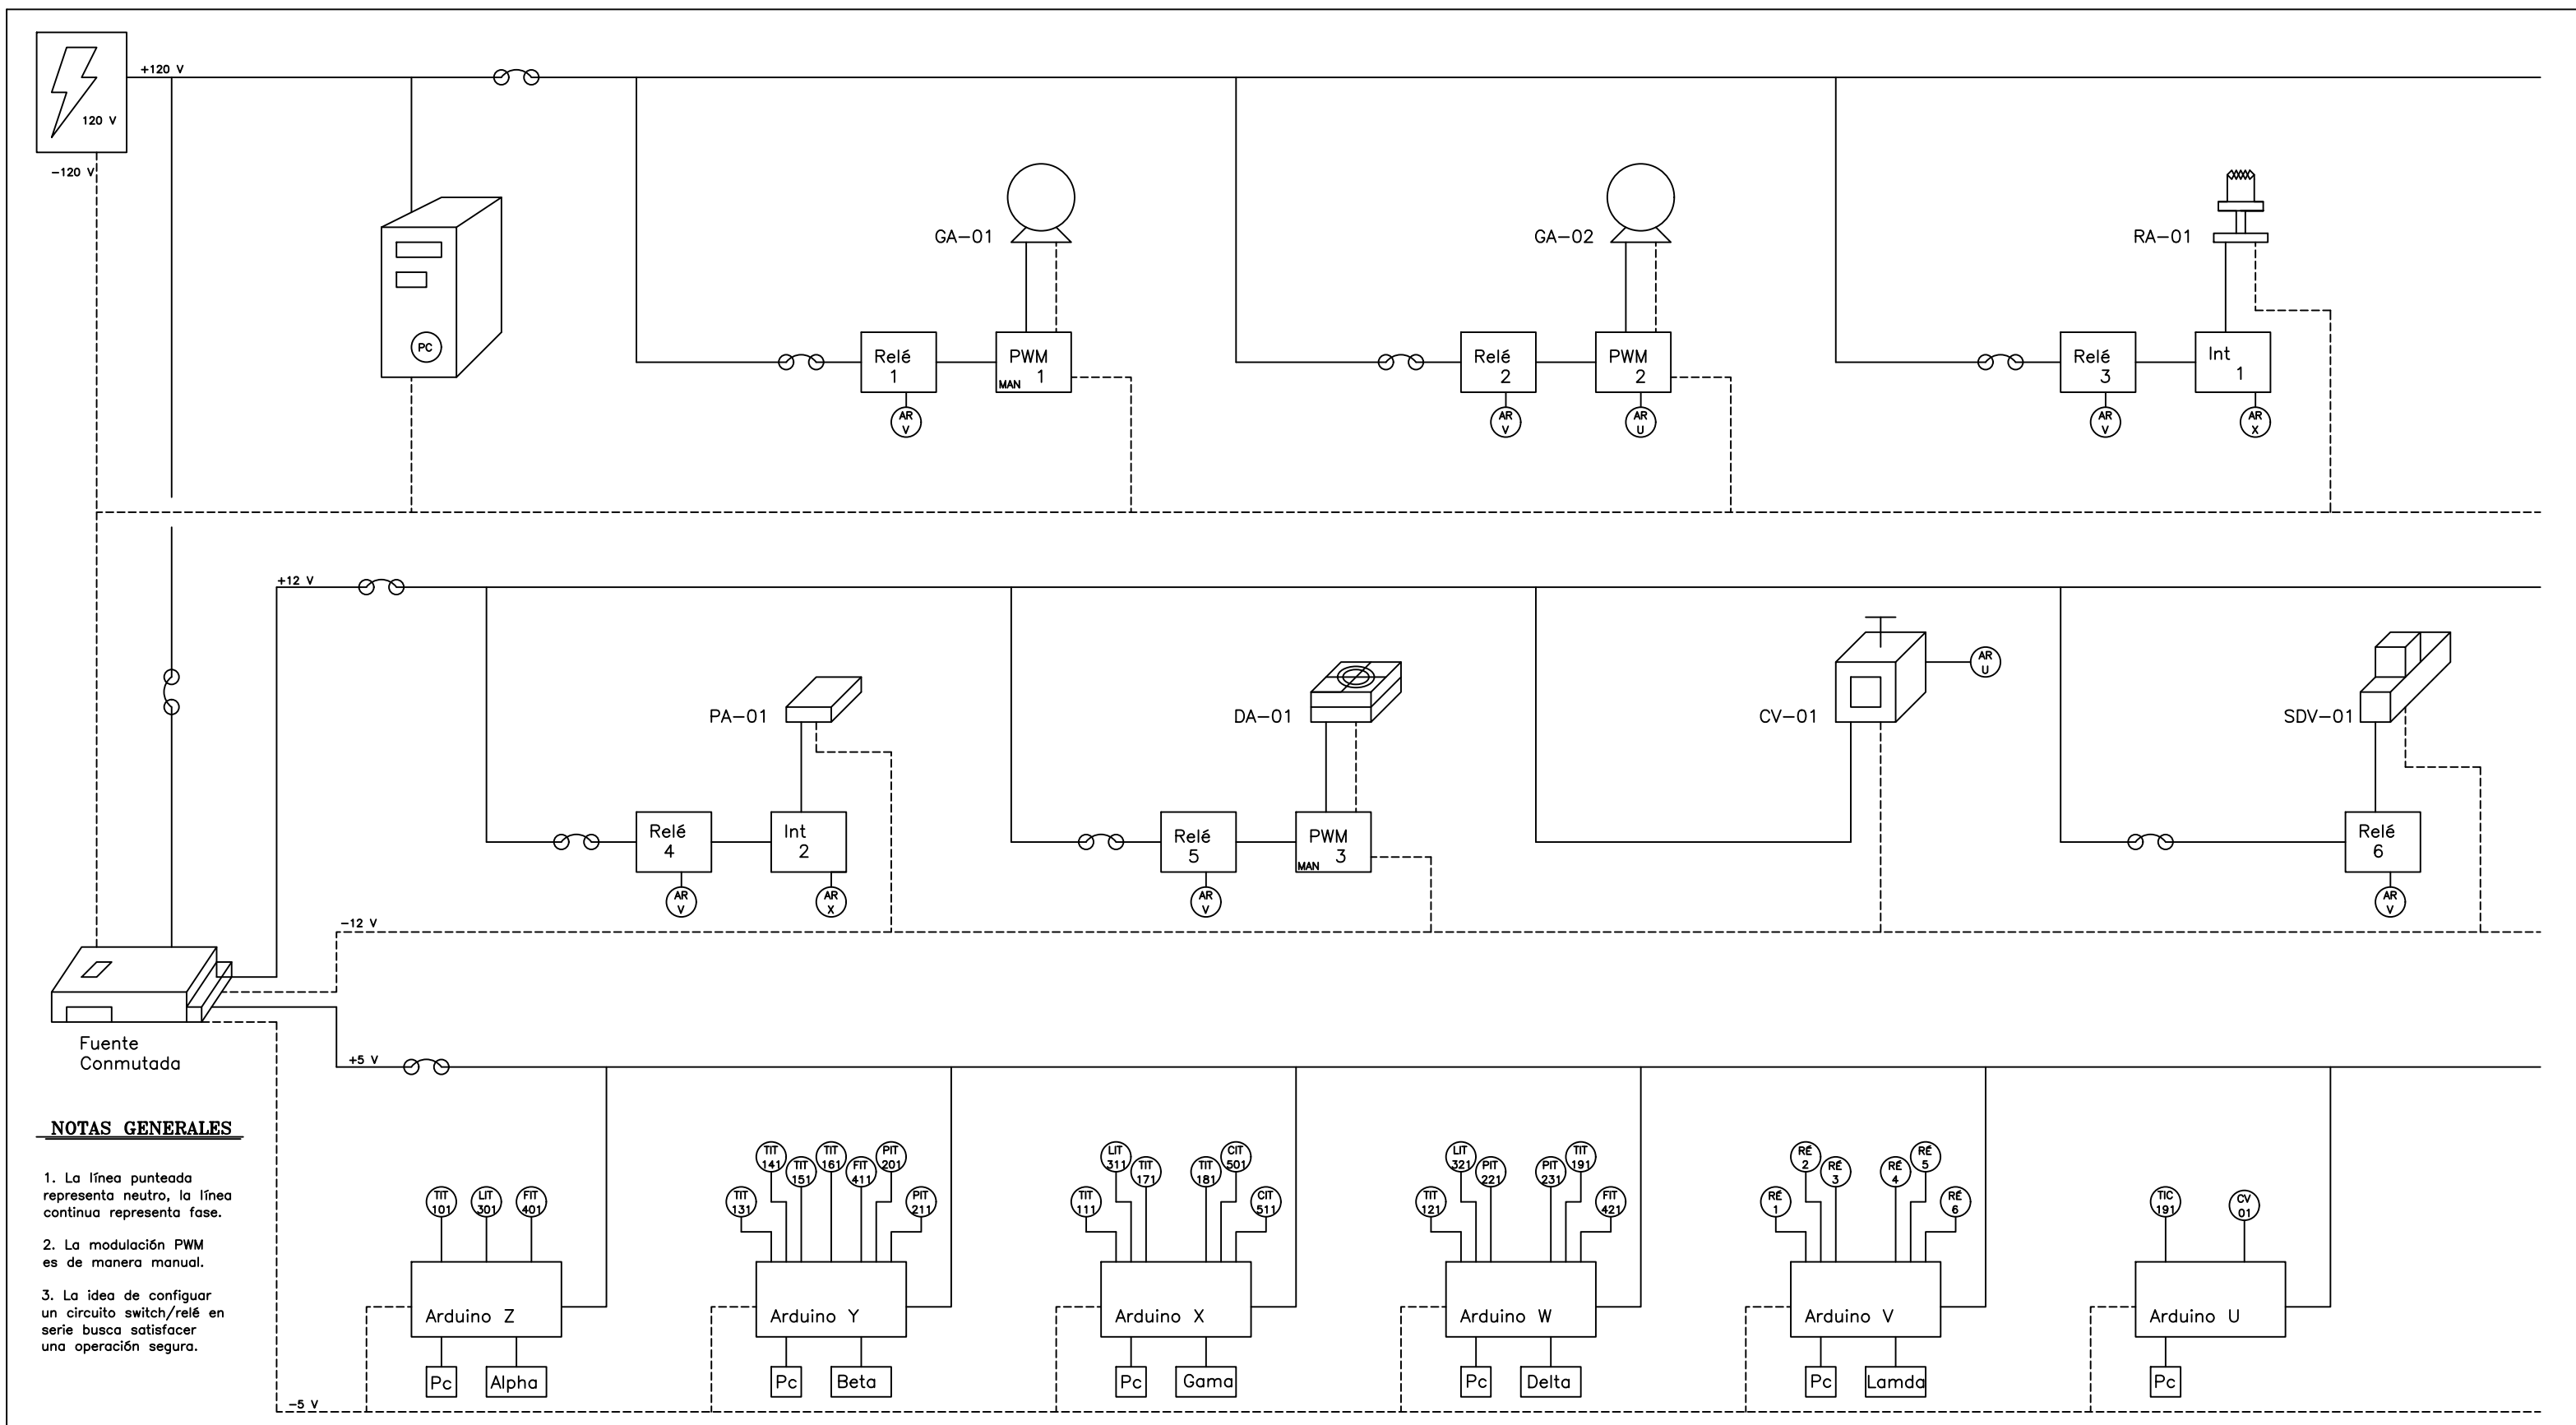 +120 V
120 V
-120 V
PC
GA-01
Relé
1
AR
V
PWM
1
MAN
GA-02
Relé
2
AR
V
PWM
2
AR
U
RA-01
Relé
3
AR
V
Int
1
AR
X
+12 V
PA-01
Relé
4
AR
V
Int
2
AR
X
DA-01
Relé
5
AR
V
PWM
3
MAN
CV-01
AR
U
SDV-01
Relé
6
AR
V
-12 V
Fuente
Conmutada
+5 V
NOTAS GENERALES
1. La línea punteada
representa neutro, la línea
continua representa fase.
2. La modulación PWM
es de manera manual.
3. La idea de configuar
un circuito switch/relé en
serie busca satisfacer
una operación segura.
TIT
101
LIT
301
FIT
401
Arduino Z
Pc
Alpha
TIT
131
TIT
141
TIT
151
TIT
161
FIT
411
PIT
201
PIT
211
Arduino Y
Pc
Beta
TIT
111
LIT
311
TIT
171
TIT
181
CIT
501
CIT
511
Arduino X
Pc
Gama
TIT
121
LIT
321
PIT
221
PIT
231
TIT
191
FIT
421
Arduino W
Pc
Delta
RÉ
1
RÉ
2
RÉ
3
RÉ
4
RÉ
5
RÉ
6
Arduino V
Pc
Lamda
TIC
191
CV
01
Arduino U
Pc
-5 V